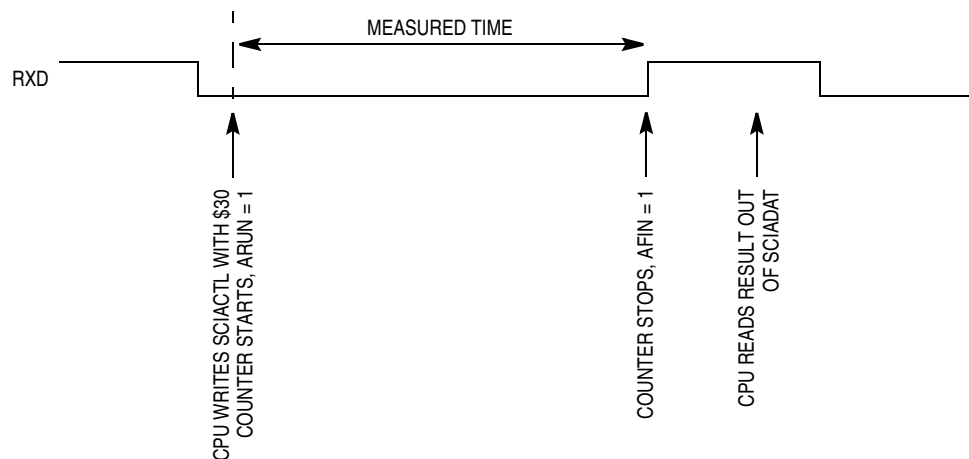 MEASURED TIME
RXD
CPU WRITES SCIACTL WITH $30
COUNTER STARTS, ARUN = 1
COUNTER STOPS, AFIN = 1
CPU READS RESULT OUT
OF SCIADAT